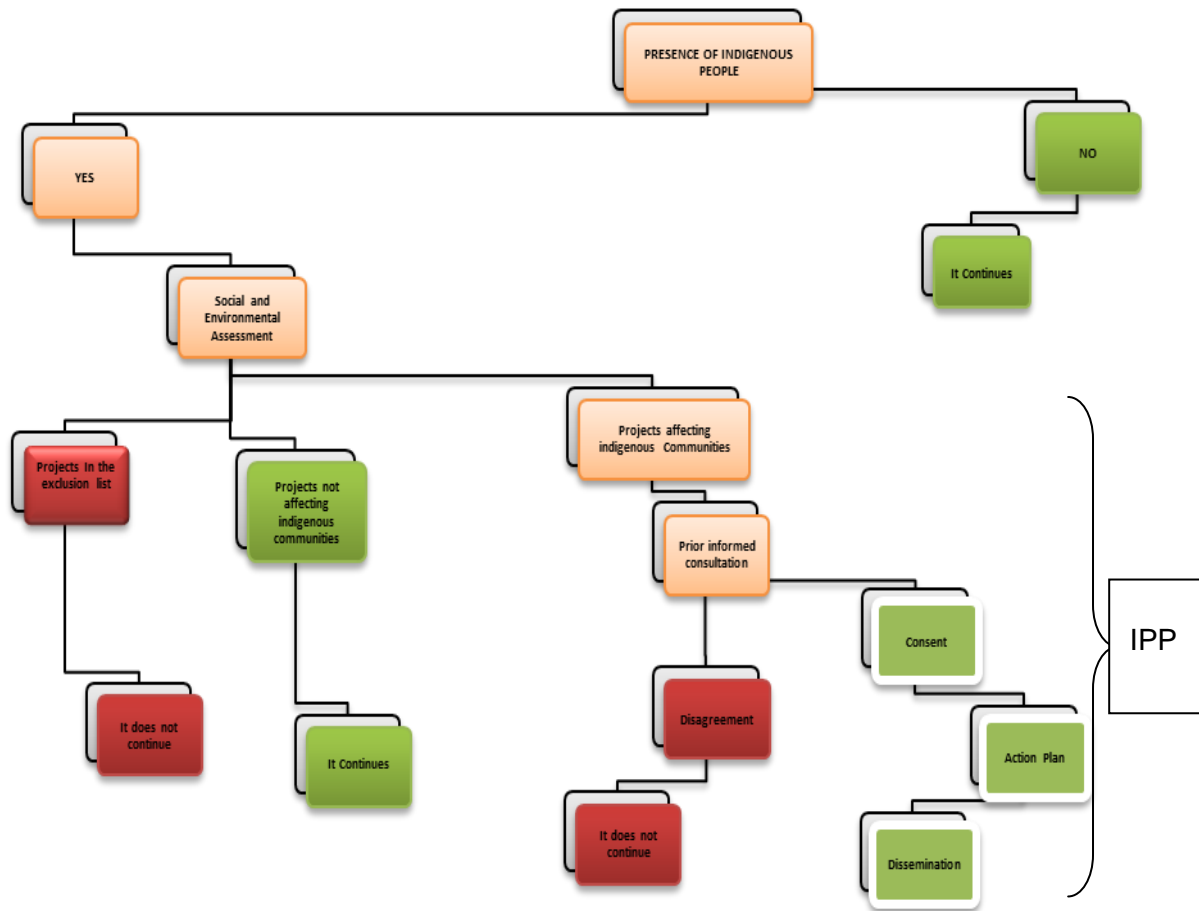 PRESENCE OF INDIGENOUS
PEOPLE
YES
NO
It Continues
Social and
Environmental
Assessment
Projects affecting
indigenous Communities
Projects In the
exclusion list
Projects not
affecting
indigenous
communities
Prior informed
consultation
Consent
IPP
It does not
continue
It Continues
Disagreement
Action Plan
It does not
continue
Dissemination